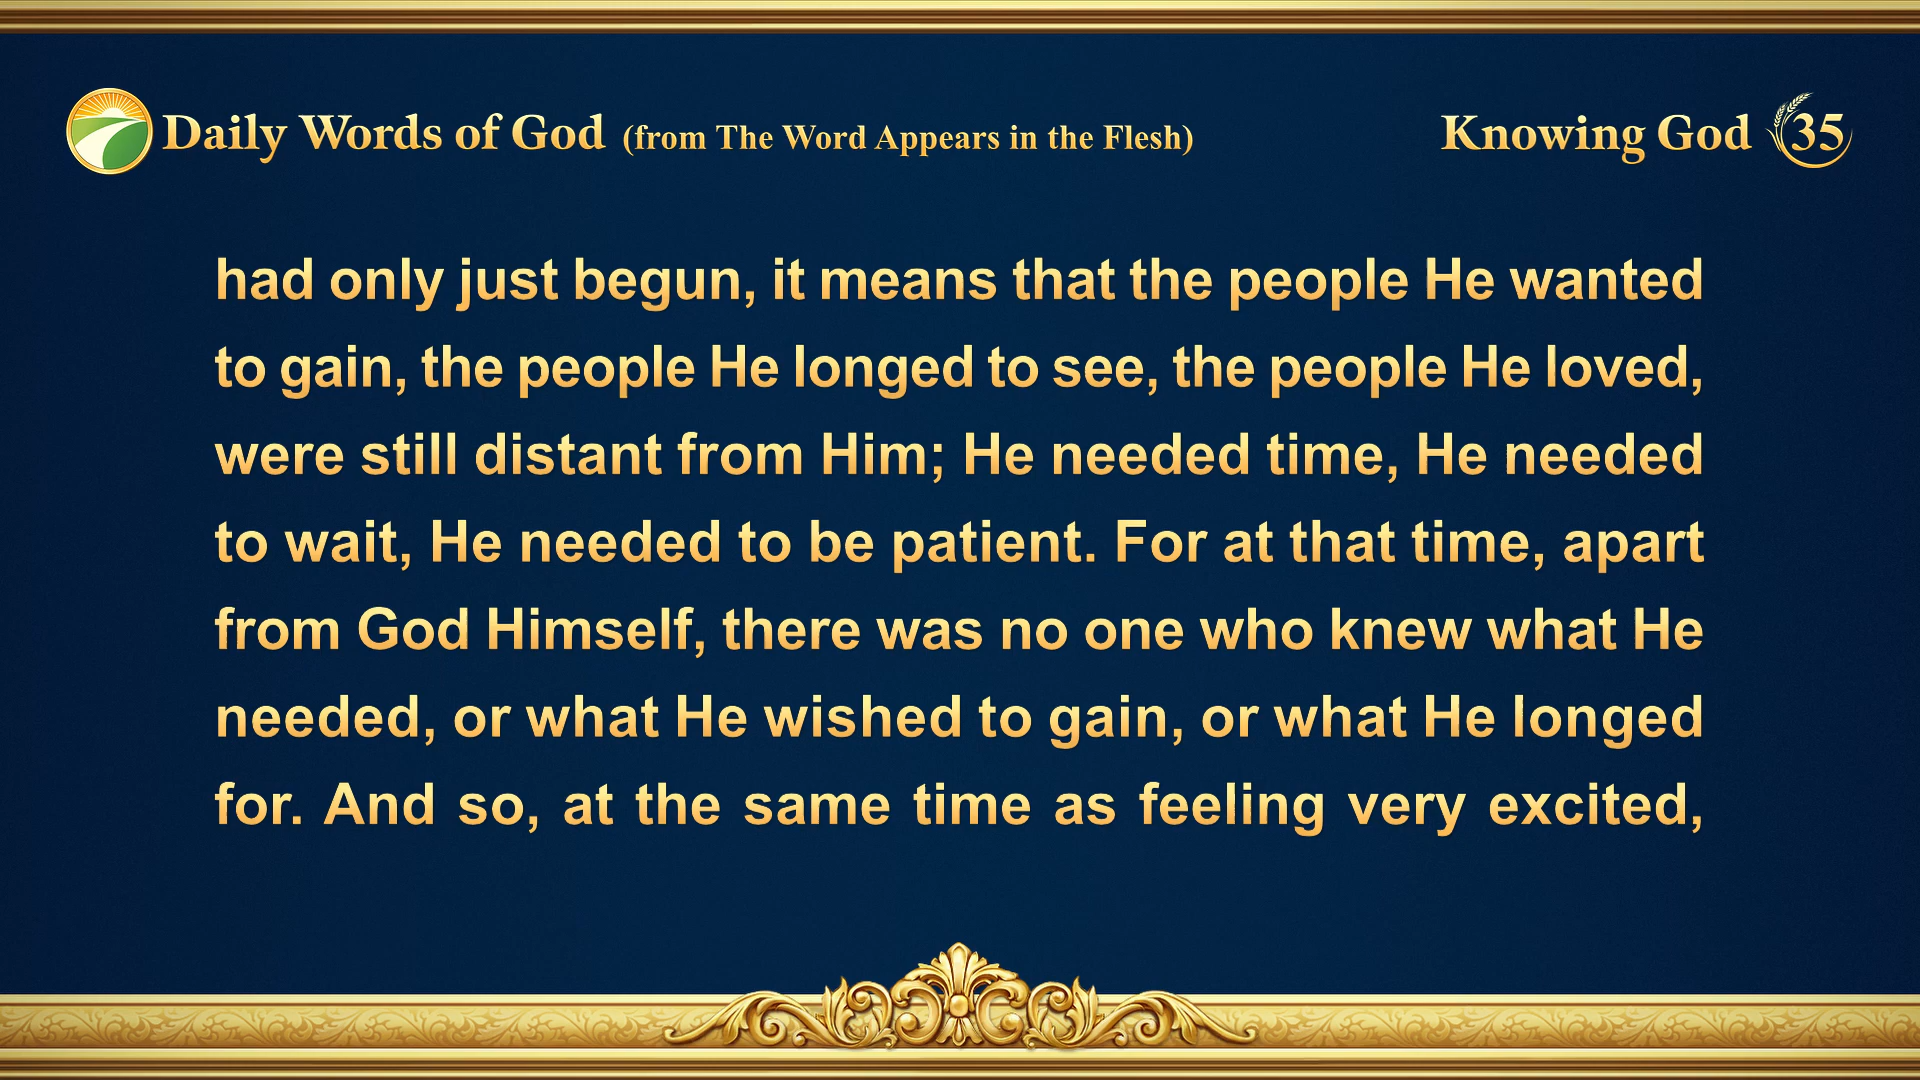 Daily Words of God (from The Word Appears in the Flesh)
Knowing God 35
had only just begun, it means that the people He wanted
to gain, the people He longed to see, the people He loved,
were still distant from Him; He needed time, He needed
to wait, He needed to be patient. For at that time, apart
from God Himself, there was no one who knew what He
needed, or what He wished to gain, or what He longed
for. And so, at the same time as feeling very excited,